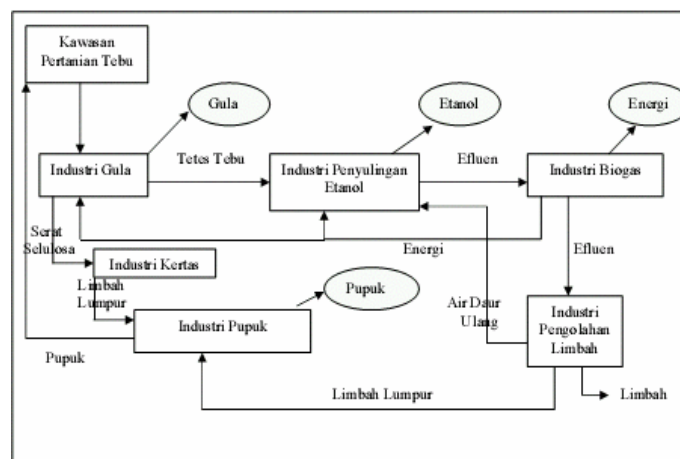 Kawasan
Pertanian Tebu
Gula
Etanol
Energi
Industri Gula
Tetes Tebu
Industri Penyulingan
Etanol
Efluen
Industri Biogas
Serat
Selulosa
Energi
Efluen
Industri Kertas
Limbah
Lumpur
Pupuk
Air Daur
Ulang
Industri Pupuk
Industri
Pengolahan
Limbah
Pupuk
Limbah Lumpur
Limbah